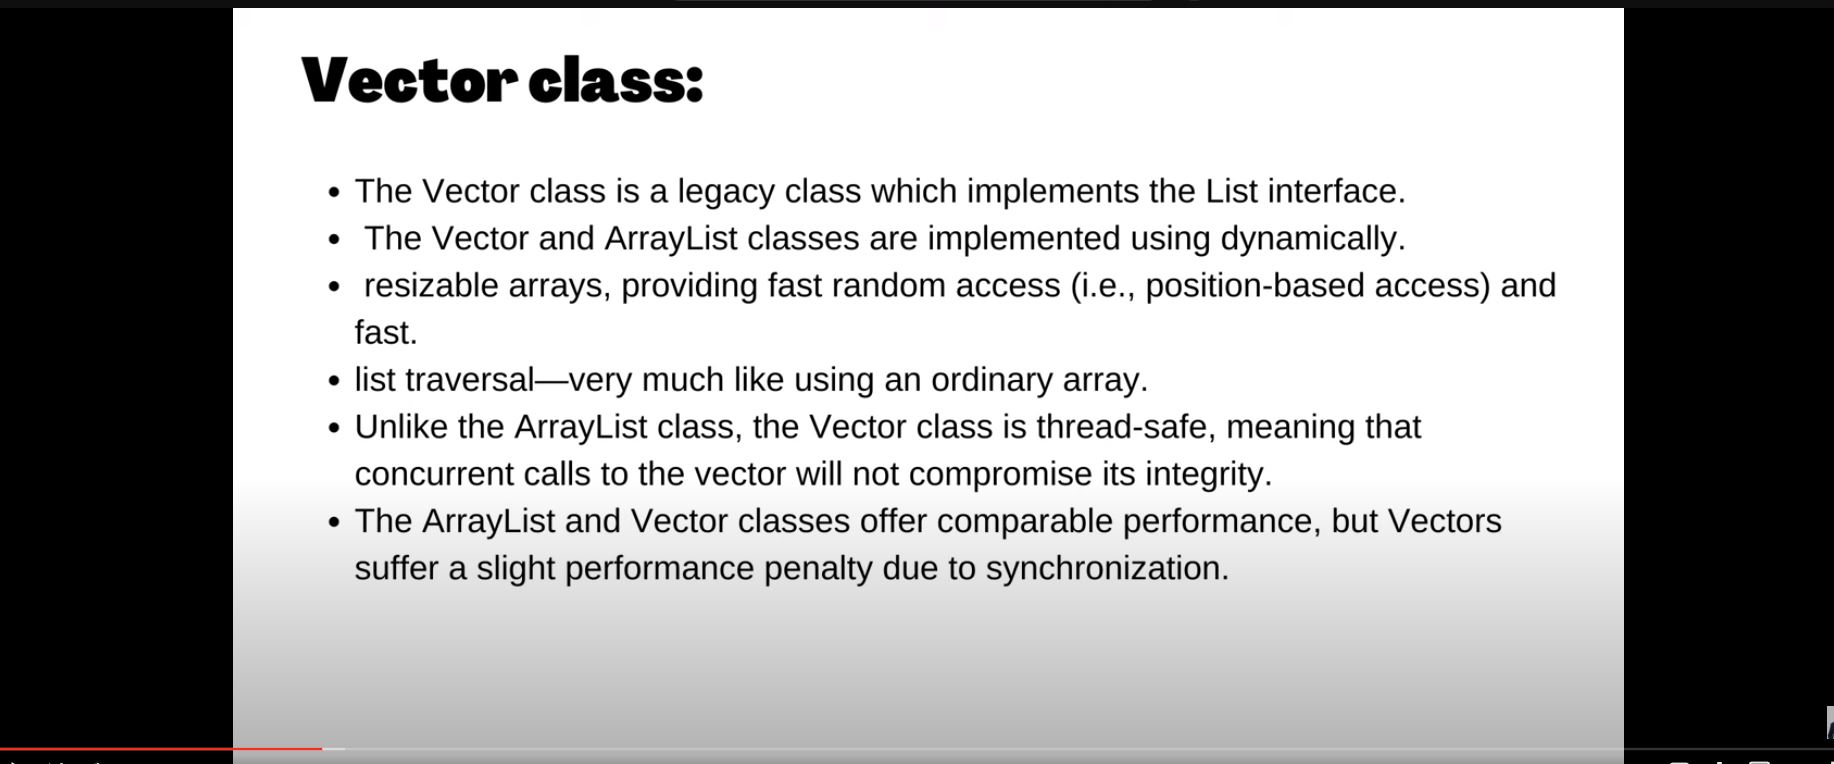 Vector class:
• The Vector class is a legacy class which implements the List interface.
• The Vector and ArrayList classes are implemented using dynamically.
• resizable arrays, providing fast random access (i.e., position-based access) and
fast.
• list traversal—very much like using an ordinary array.
• Unlike the ArrayList class, the Vector class is thread-safe, meaning that
concurrent calls to the vector will not compromise its integrity.
• The ArrayList and Vector classes offer comparable performance, but Vectors
suffer a slight performance penalty due to synchronization.